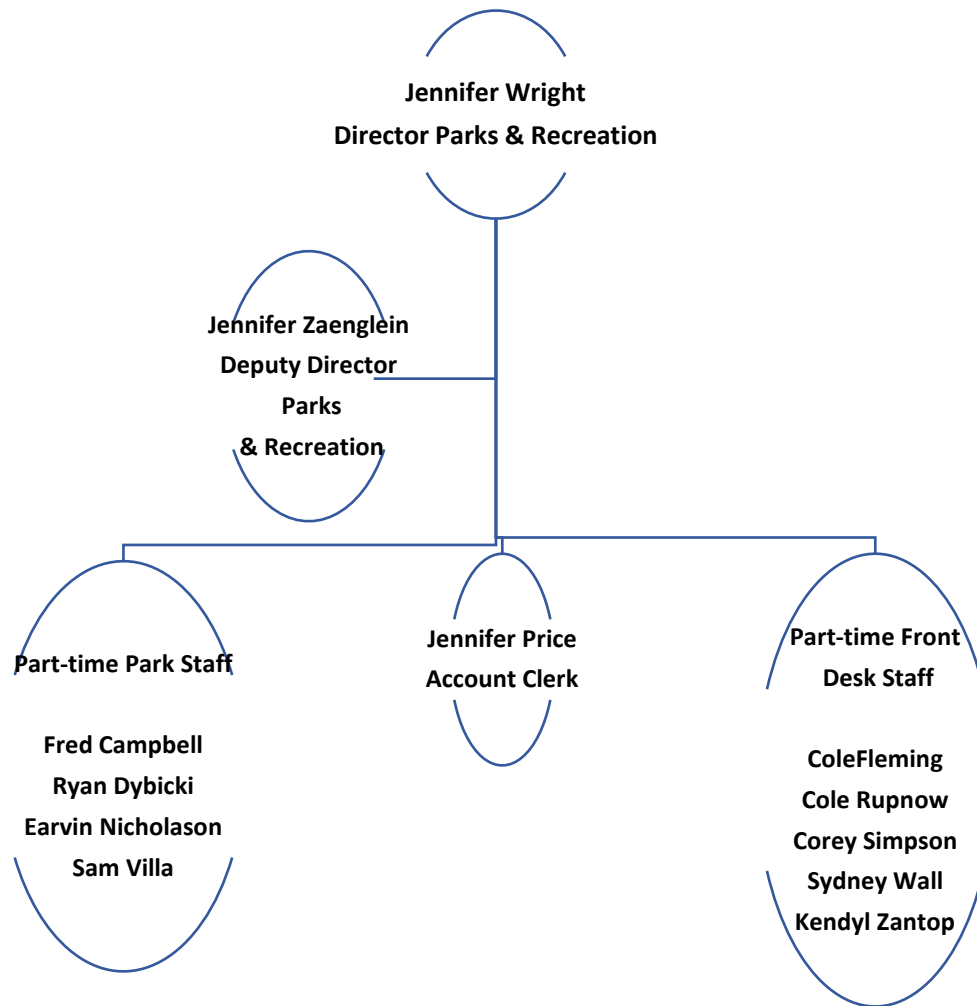 Jennifer Wright
Director Parks & Recreation
Jennifer Zaenglein
Deputy Director
Parks
& Recreation
Part-time Park Staff
Fred Campbell
Ryan Dybicki
Earvin Nicholason
Sam Villa
Jennifer Price
Account Clerk
Part-time Front
Desk Staff
ColeFleming
Cole Rupnow
Corey Simpson
Sydney Wall
Kendyl Zantop